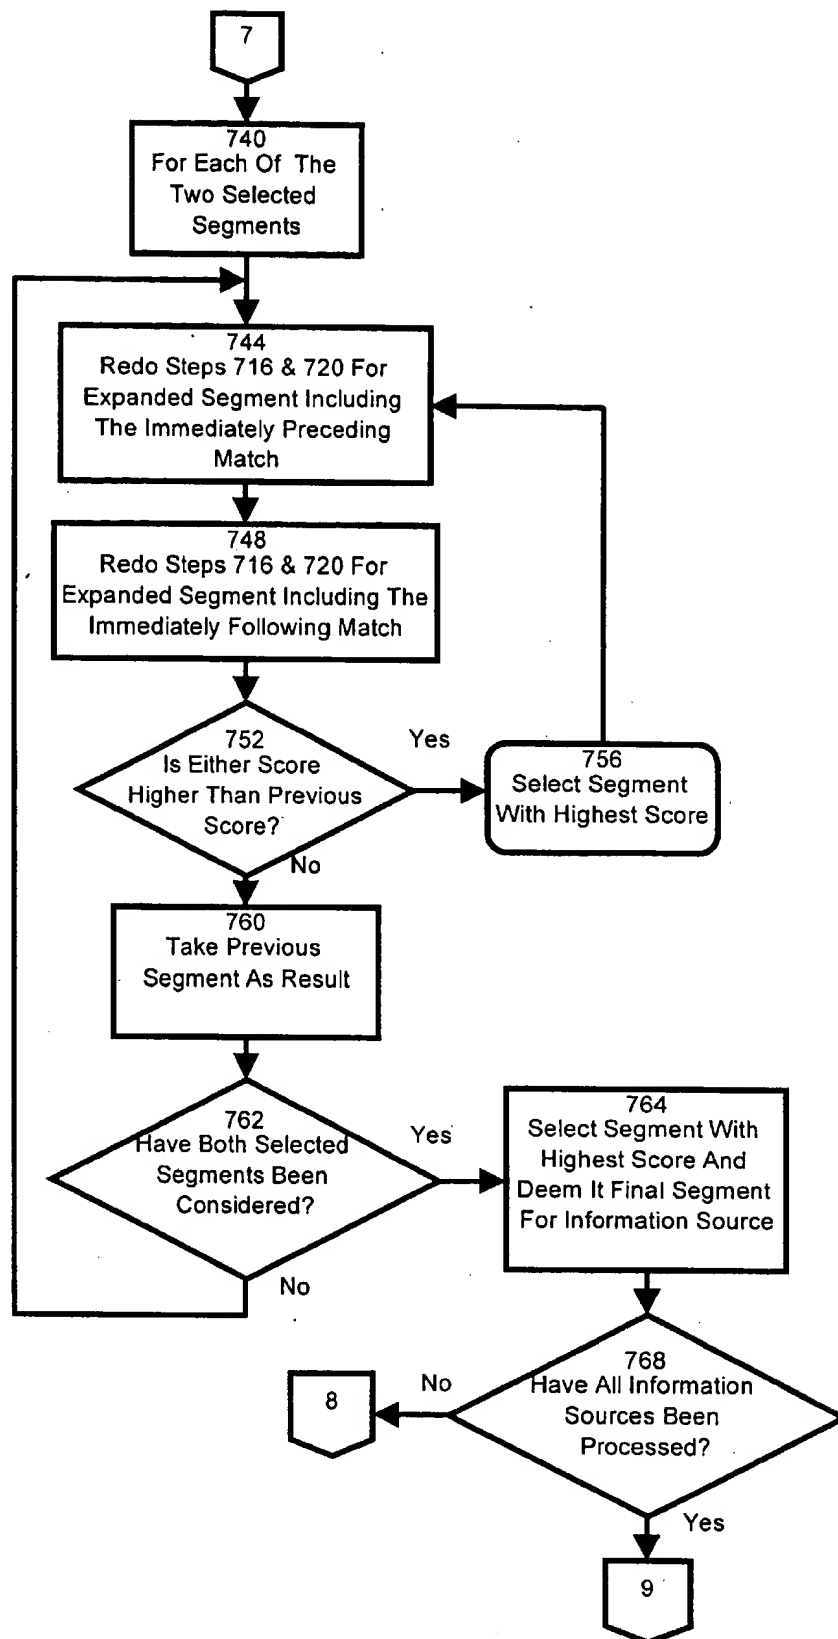 7
740
For Each Of The
Two Selected
Segments
744
Redo Steps 716 & 720 For
Expanded Segment Including
The Immediately Preceding
Match
748
Redo Steps 716 & 720 For
Expanded Segment Including The
Immediately Following Match
752
Is Either Score
Higher Than Previous
Score?
Yes
756
Select Segment
With Highest Score
No
760
Take Previous
Segment As Result
762
Have Both Selected
Segments Been
Considered?
Yes
764
Select Segment With
Highest Score And
Deem It Final Segment
For Information Source
No
768
Have All Information
Sources Been
Processed?
No
8
Yes
9